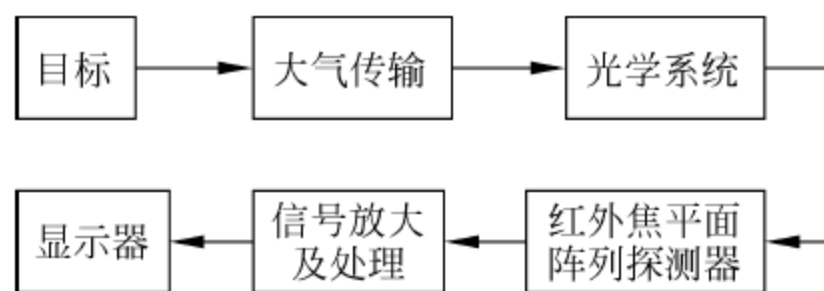 目标
大气传输
光学系统
显示器
信号放大
及处理
红外焦平面
阵列探测器